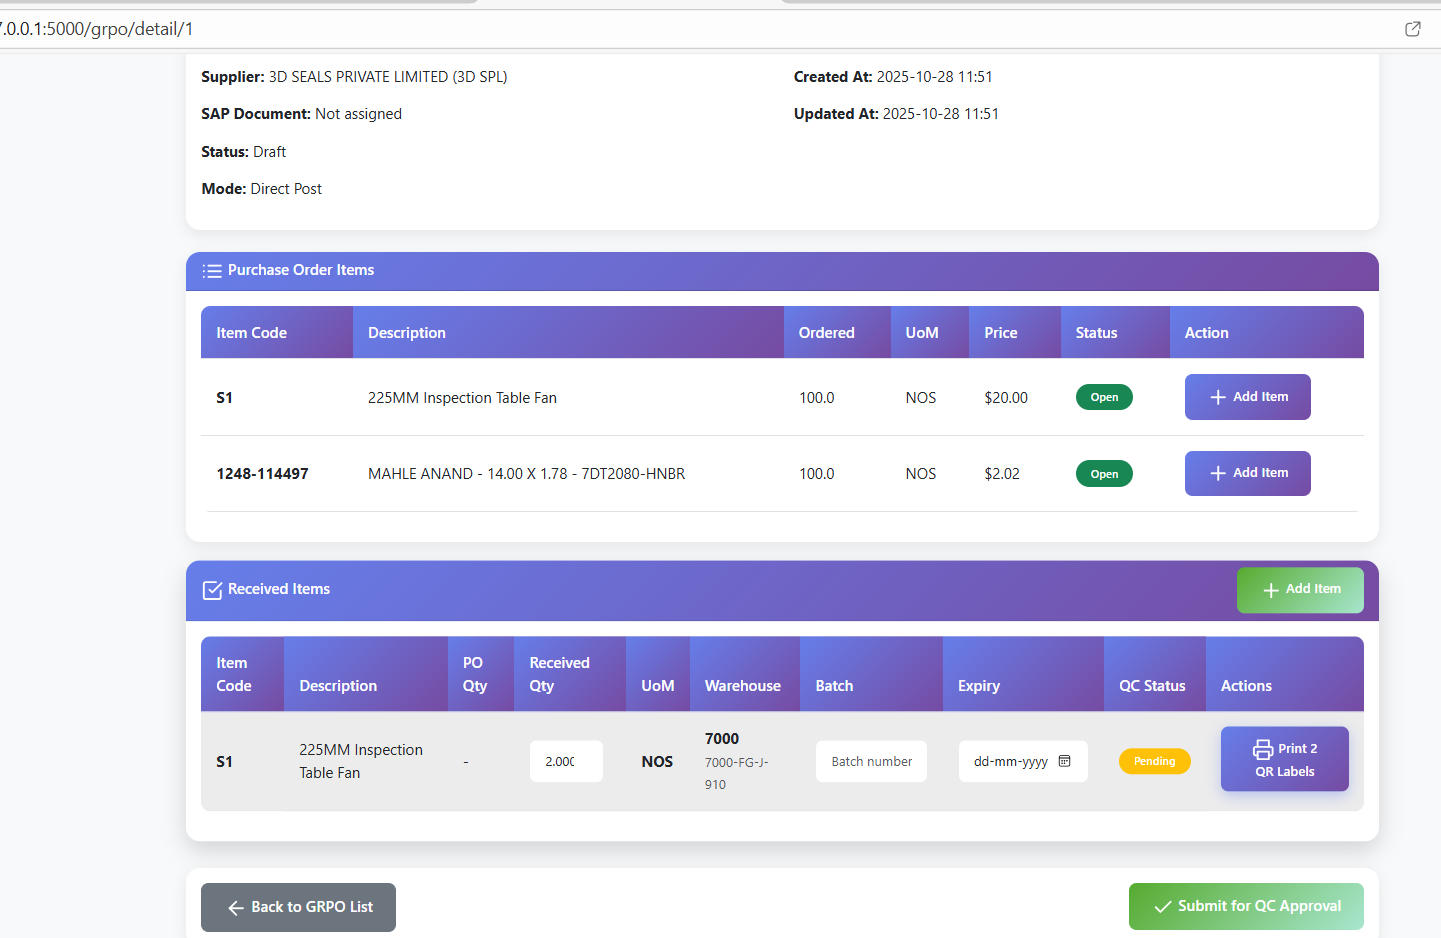 7.0.0.1:5000/grpo/detail/1
Supplier: 3D SEALS PRIVATE LIMITED (3D SPL)
Created At: 2025-10-28 11:51
SAP Document: Not assigned
Updated At: 2025-10-28 11:51
Status: Draft
Mode: Direct Post
Purchase Order Items
Item Code Description Ordered UoM Price Status Action
S1 225MM Inspection Table Fan 100.0 NOS $20.00 Open Add Item
1248-114497 MAHLE ANAND - 14.00 X 1.78 - 7DT2080-HNBR 100.0 NOS $2.02 Open Add Item
Received Items
Add Item
Item Code Description PO Qty Received Qty UoM Warehouse Batch Expiry QC Status Actions
S1
225MM Inspection
Table Fan
-
2.000
NOS
7000
7000-FG-J-
910
Batch number
dd-mm-yyyy
Pending
Print 2
QR Labels
Back to GRPO List
Submit for QC Approval